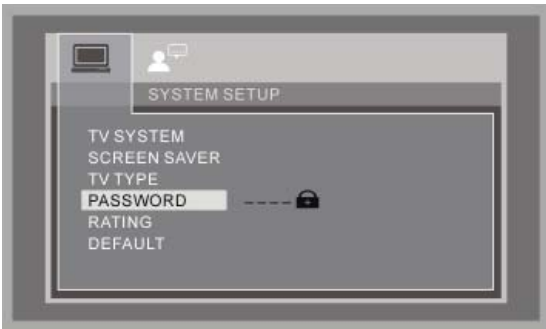 SYSTEM SETUP
TV SYSTEM
SCREEN SAVER
TV TYPE
PASSWORD ----
RATING
DEFAULT